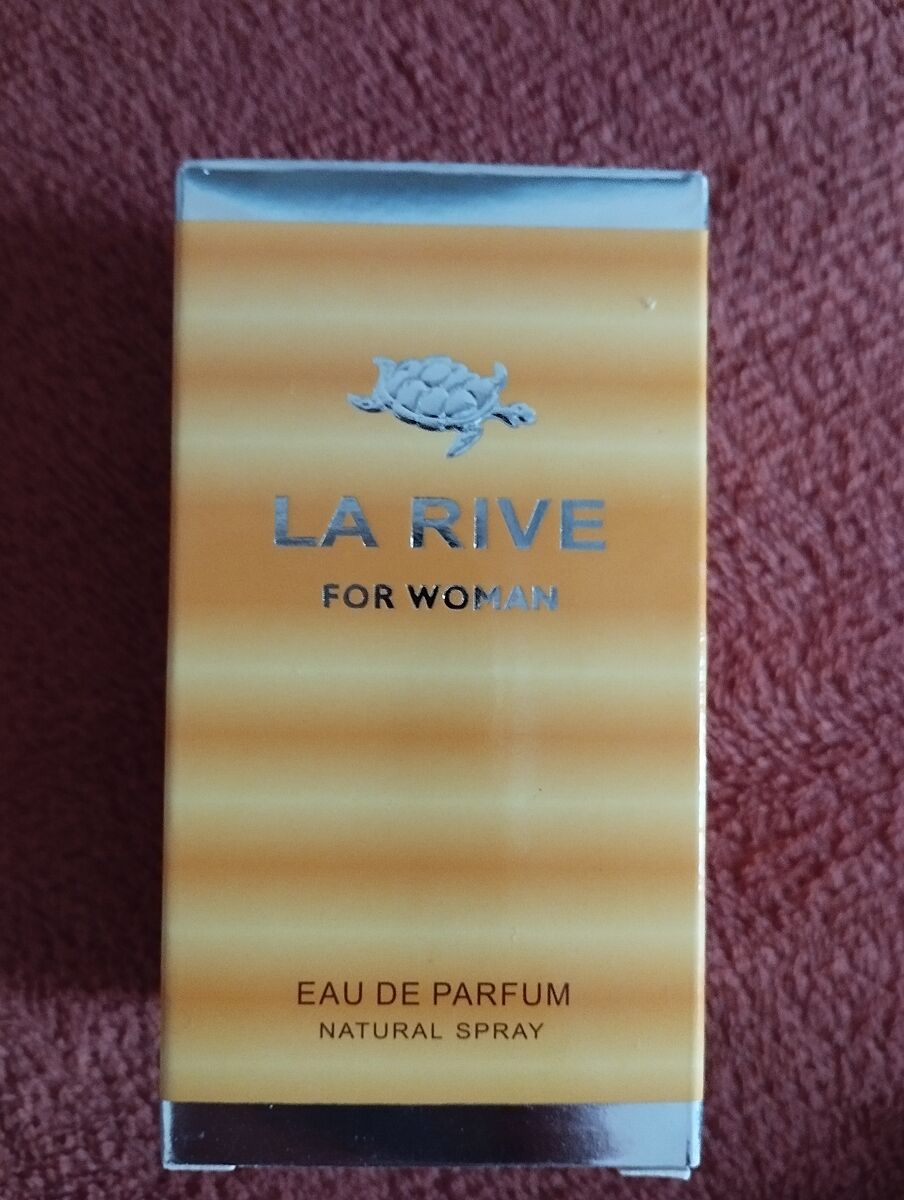 LA RIVE
FOR WOMAN
EAU DE PARFUM
NATURAL SPRAY